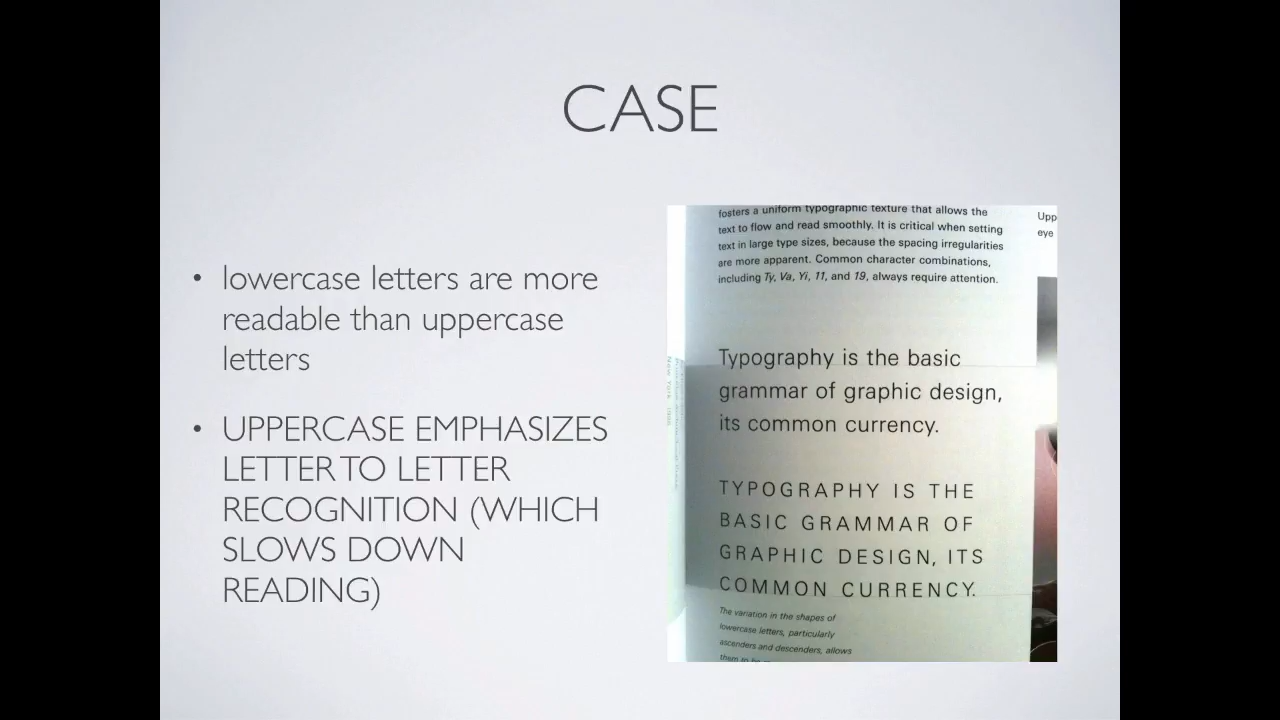 CASE
• lowercase letters are more
readable than uppercase
letters
• UPPERCASE EMPHASIZES
LETTER TO LETTER
RECOGNITION (WHICH
SLOWS DOWN
READING)
fosters a uniform typographic texture that allows the
text to flow and read smoothly. It is critical when setting
text in large type sizes, because the spacing irregularities
are more apparent. Common character combinations,
including Ty, Va, Yi, 11, and 19, always require attention.
Upp
eye
Typography is the basic
grammar of graphic design,
its common currency.
TYPOGRAPHY IS THE
BASIC GRAMMAR OF
GRAPHIC DESIGN, ITS
COMMON CURRENCY.
The variation in the shapes of
lowercase letters, particularly
ascenders and descenders, allows
them to be
New York